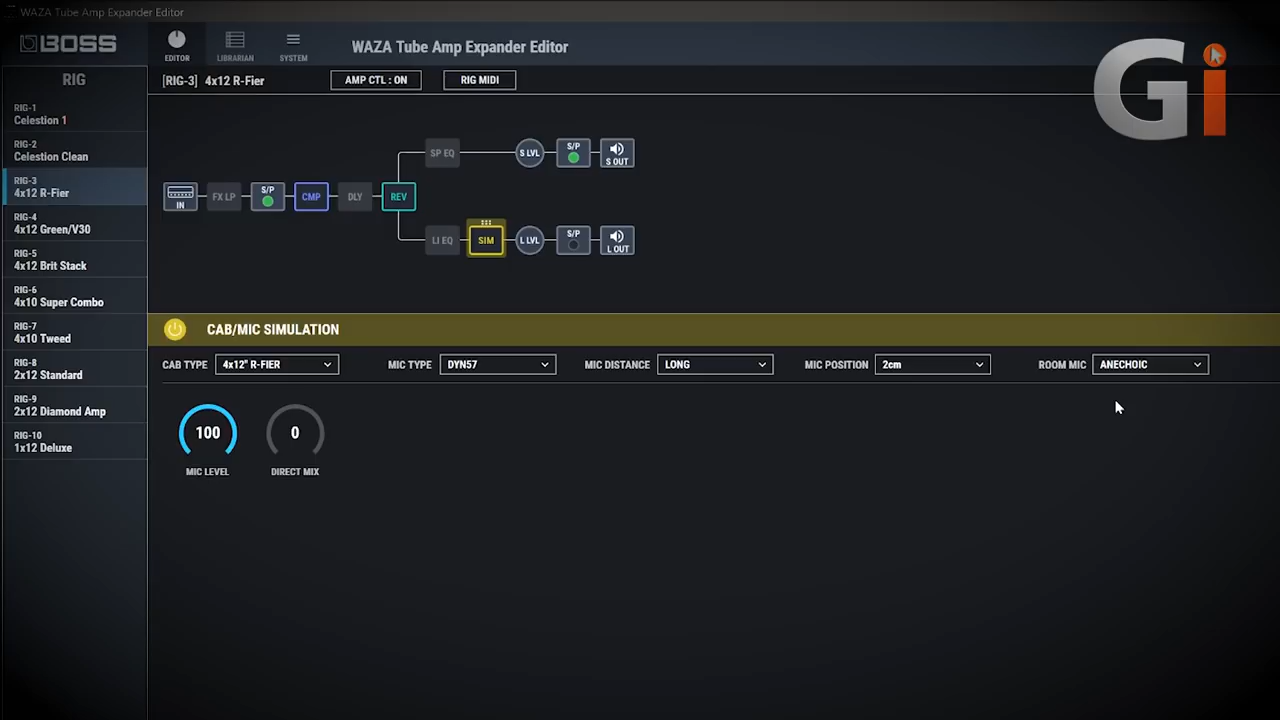 WAZA Tube Amp Expander Editor
BOSS
EDITOR
LIBRARIAN
SYSTEM
WAZA Tube Amp Expander Editor
Gi
RIG
[RIG-3] 4x12 R-Fier
AMP CTL : ON
RIG MIDI
RIG-1
Celestion 1
RIG-2
Celestion Clean
RIG-3
4x12 R-Fier
RIG-4
4x12 Green/V30
RIG-5
4x12 Brit Stack
RIG-6
4x10 Super Combo
RIG-7
4x10 Tweed
RIG-8
2x12 Standard
RIG-9
2x12 Diamond Amp
RIG-10
1x12 Deluxe
SP EQ
S LVL
S/P
S OUT
IN
FX LP
S/P
CMP
DLY
REV
LI EQ
SIM
L LVL
S/P
L OUT
CAB/MIC SIMULATION
CAB TYPE 4x12" R-FIER
MIC TYPE DYN57
MIC DISTANCE LONG
MIC POSITION 2cm
ROOM MIC ANECHOIC
100
MIC LEVEL
0
DIRECT MIX